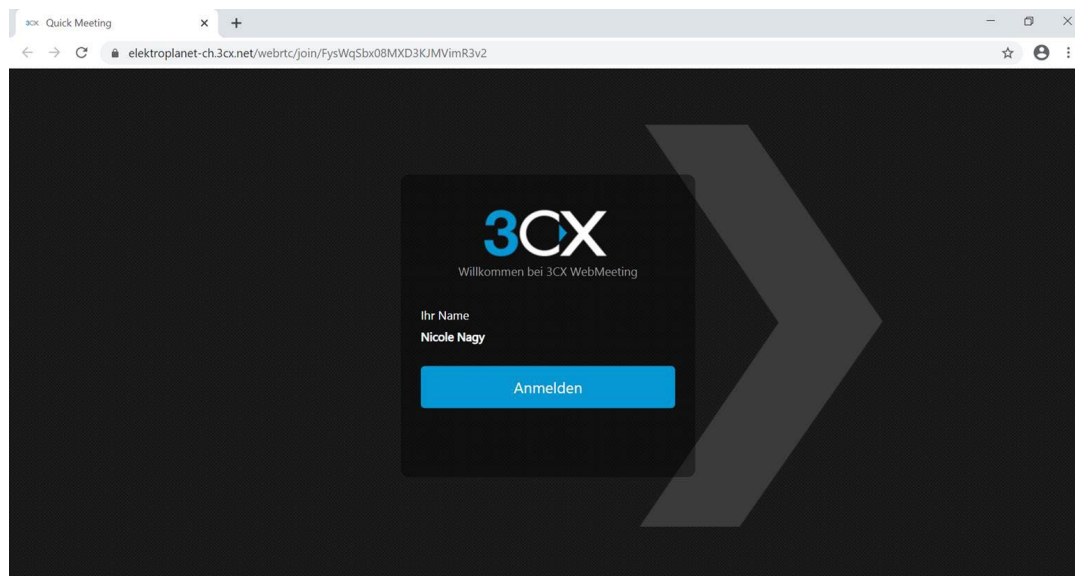 3CX Quick Meeting
elektroplanet-ch.3cx.net/webrtc/join/FysWqSbx08MXD3KJMVimR3v2
3CX
Willkommen bei 3CX WebMeeting
Ihr Name
Nicole Nagy
Anmelden